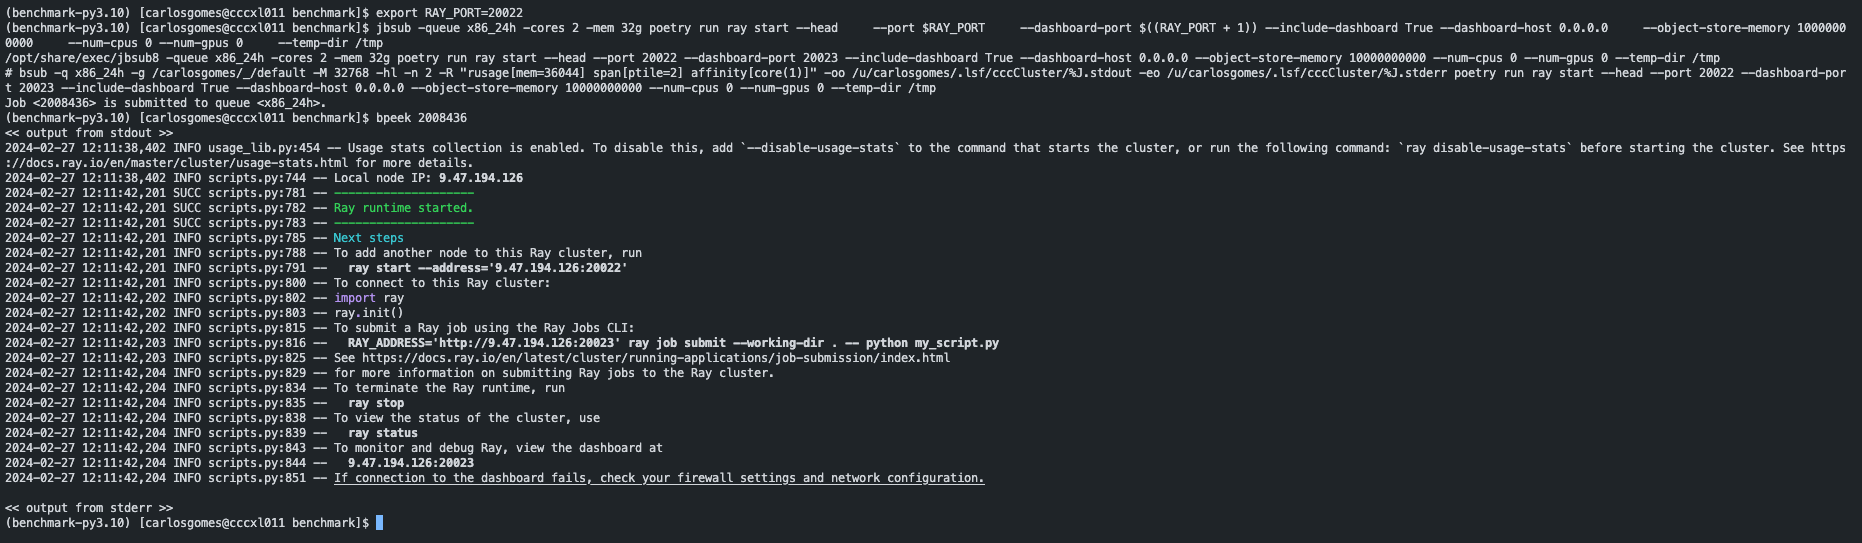 (benchmark-py3.10) [carlosgomes@cccxl011 benchmark]$ export RAY_PORT=20022
(benchmark-py3.10) [carlosgomes@cccxl011 benchmark]$ jbsub -queue x86_24h -cores 2 -mem 32g poetry run ray start --head     --port $RAY_PORT     --dashboard-port $((RAY_PORT + 1)) --include-dashboard True --dashboard-host 0.0.0.0     --object-store-memory 1000000
0000     --num-cpus 0 --num-gpus 0     --temp-dir /tmp
/opt/share/exec/jbsub8 -queue x86_24h -cores 2 -mem 32g poetry run ray start --head --port 20022 --dashboard-port 20023 --include-dashboard True --dashboard-host 0.0.0.0 --object-store-memory 10000000000 --num-cpus 0 --num-gpus 0 --temp-dir /tmp
# bsub -q x86_24h -g /carlosgomes/_/default -M 32768 -hl -n 2 -R "rusage[mem=36044] span[ptile=2] affinity[core(1)]" -oo /u/carlosgomes/.lsf/cccCluster/%J.stdout -eo /u/carlosgomes/.lsf/cccCluster/%J.stderr poetry run ray start --head --port 20022 --dashboard-por
t 20023 --include-dashboard True --dashboard-host 0.0.0.0 --object-store-memory 10000000000 --num-cpus 0 --num-gpus 0 --temp-dir /tmp
Job <2008436> is submitted to queue <x86_24h>.
(benchmark-py3.10) [carlosgomes@cccxl011 benchmark]$ bpeek 2008436
<< output from stdout >>
2024-02-27 12:11:38,402 INFO usage_lib.py:454 -- Usage stats collection is enabled. To disable this, add `--disable-usage-stats` to the command that starts the cluster, or run the following command: `ray disable-usage-stats` before starting the cluster. See https
://docs.ray.io/en/master/cluster/usage-stats.html for more details.
2024-02-27 12:11:38,402 INFO scripts.py:744 -- Local node IP: 9.47.194.126
2024-02-27 12:11:42,201 SUCC scripts.py:781 -- --------------------
2024-02-27 12:11:42,201 SUCC scripts.py:782 -- Ray runtime started.
2024-02-27 12:11:42,201 SUCC scripts.py:783 -- --------------------
2024-02-27 12:11:42,201 INFO scripts.py:785 -- Next steps
2024-02-27 12:11:42,201 INFO scripts.py:788 -- To add another node to this Ray cluster, run
2024-02-27 12:11:42,201 INFO scripts.py:791 --   ray start --address='9.47.194.126:20022'
2024-02-27 12:11:42,201 INFO scripts.py:800 -- To connect to this Ray cluster:
2024-02-27 12:11:42,202 INFO scripts.py:802 -- import ray
2024-02-27 12:11:42,202 INFO scripts.py:803 -- ray.init()
2024-02-27 12:11:42,202 INFO scripts.py:815 -- To submit a Ray job using the Ray Jobs CLI:
2024-02-27 12:11:42,203 INFO scripts.py:816 --   RAY_ADDRESS='http://9.47.194.126:20023' ray job submit --working-dir . -- python my_script.py
2024-02-27 12:11:42,203 INFO scripts.py:825 -- See https://docs.ray.io/en/latest/cluster/running-applications/job-submission/index.html
2024-02-27 12:11:42,204 INFO scripts.py:829 -- for more information on submitting Ray jobs to the Ray cluster.
2024-02-27 12:11:42,204 INFO scripts.py:834 -- To terminate the Ray runtime, run
2024-02-27 12:11:42,204 INFO scripts.py:835 --   ray stop
2024-02-27 12:11:42,204 INFO scripts.py:838 -- To view the status of the cluster, use
2024-02-27 12:11:42,204 INFO scripts.py:839 --   ray status
2024-02-27 12:11:42,204 INFO scripts.py:843 -- To monitor and debug Ray, view the dashboard at
2024-02-27 12:11:42,204 INFO scripts.py:844 --   9.47.194.126:20023
2024-02-27 12:11:42,204 INFO scripts.py:851 -- If connection to the dashboard fails, check your firewall settings and network configuration.
<< output from stderr >>
(benchmark-py3.10) [carlosgomes@cccxl011 benchmark]$